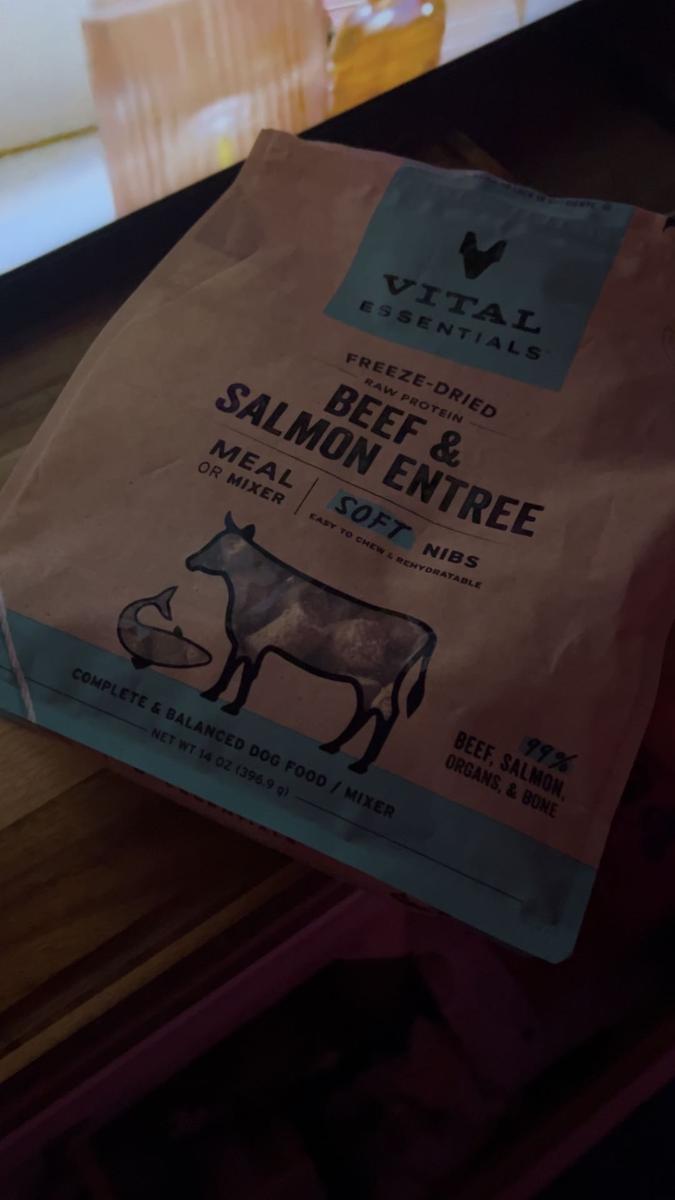 VITAL
ESSENTIALS
FREEZE-DRIED
RAW PROTEIN
BEEF &
SALMON ENTREE
MEAL
OR MIXER
SOFT NIBS
EASY TO CHEW & REHYDRATABLE
COMPLETE & BALANCED DOG FOOD / MIXER
NET WT 14 OZ (396.9 g)
99%
BEEF, SALMON,
ORGANS, & BONE